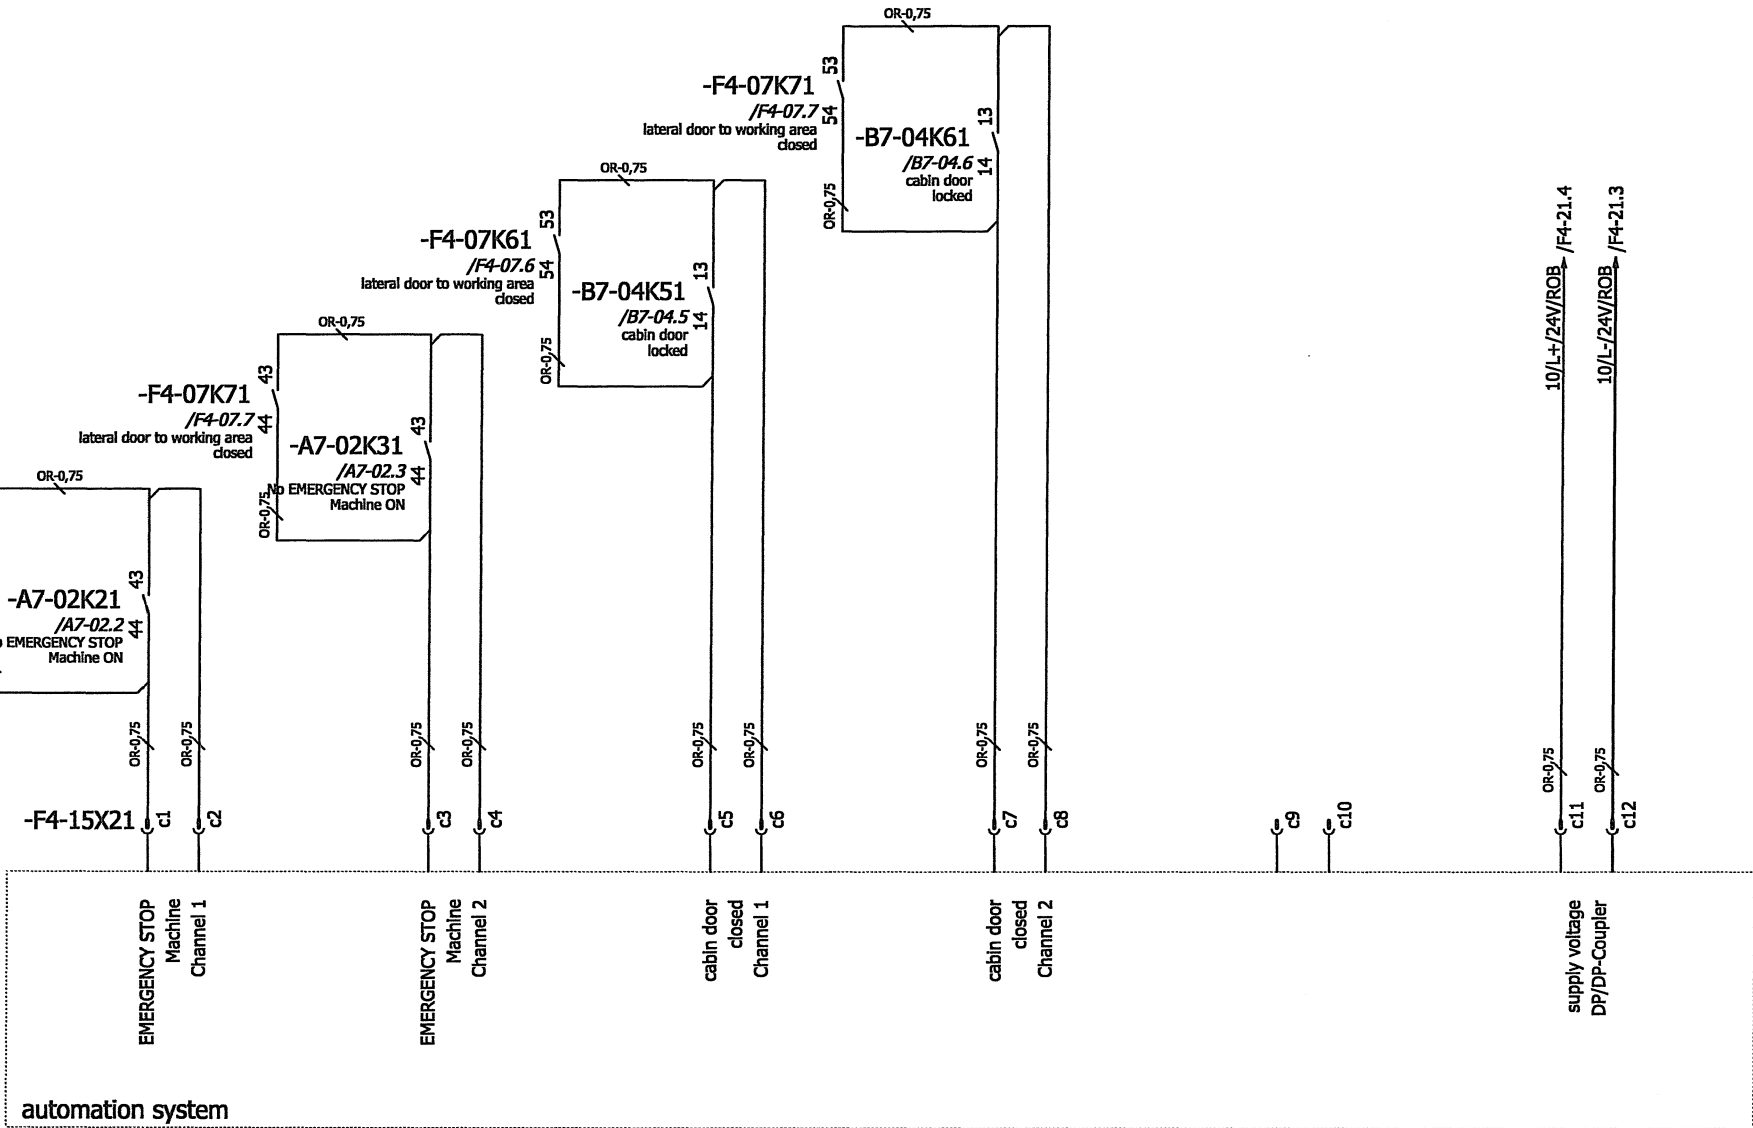 OR-0,75
53
-F4-07K71
/F4-07.7
54
lateral door to working area
closed
13
-B7-04K61
/B7-04.6
14
cabin door
locked
OR-0,75
OR-0,75
53
-F4-07K61
/F4-07.6
54
lateral door to working area
closed
13
-B7-04K51
/B7-04.5
14
cabin door
locked
OR-0,75
OR-0,75
43
-F4-07K71
/F4-07.7
44
lateral door to working area
closed
43
-A7-02K31
/A7-02.3
44
No EMERGENCY STOP
Machine ON
OR-0,75
OR-0,75
43
-A7-02K21
/A7-02.2
44
EMERGENCY STOP
Machine ON
10/L+/24V/ROB
/F4-21.4
10/L-/24V/ROB
/F4-21.3
OR-0,75
OR-0,75
OR-0,75
OR-0,75
OR-0,75
OR-0,75
OR-0,75
OR-0,75
OR-0,75
OR-0,75
-F4-15X21
c1
c2
c3
c4
c5
c6
c7
c8
c9
c10
c11
c12
EMERGENCY STOP
Machine
Channel 1
EMERGENCY STOP
Machine
Channel 2
cabin door
closed
Channel 1
cabin door
closed
Channel 2
supply voltage
DP/DP-Coupler
automation system